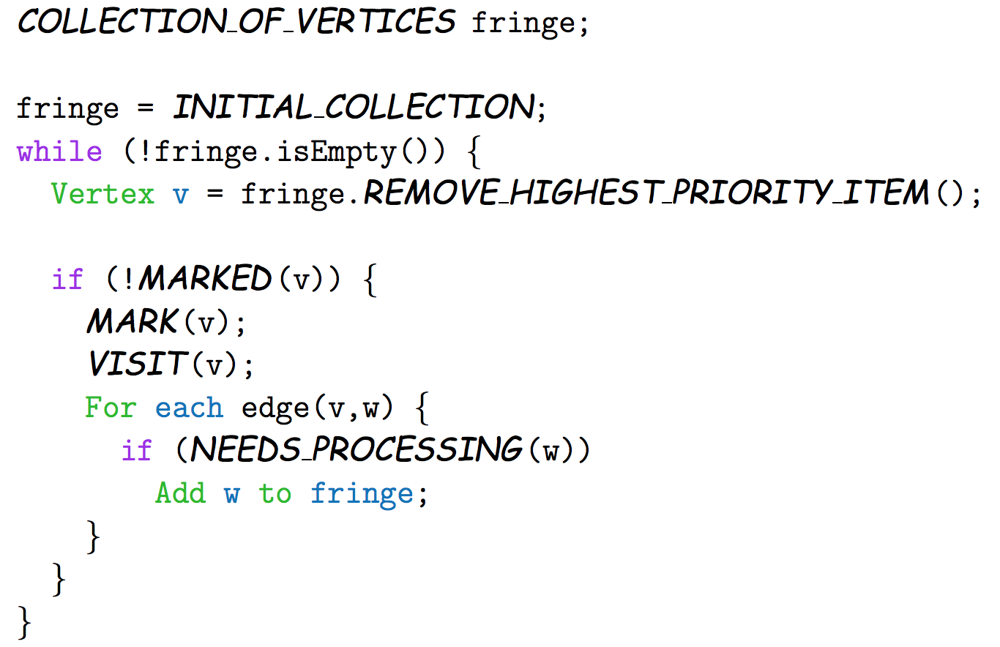 COLLECTION_OF_VERTICES fringe;
fringe = INITIAL_COLLECTION;
while (!fringe.isEmpty()) {
Vertex v = fringe.REMOVE_HIGHEST_PRIORITY_ITEM();
if (!MARKED(v)) {
MARK(v);
VISIT(v);
For each edge(v,w) {
if (NEEDS_PROCESSING(w))
Add w to fringe;
}
}
}